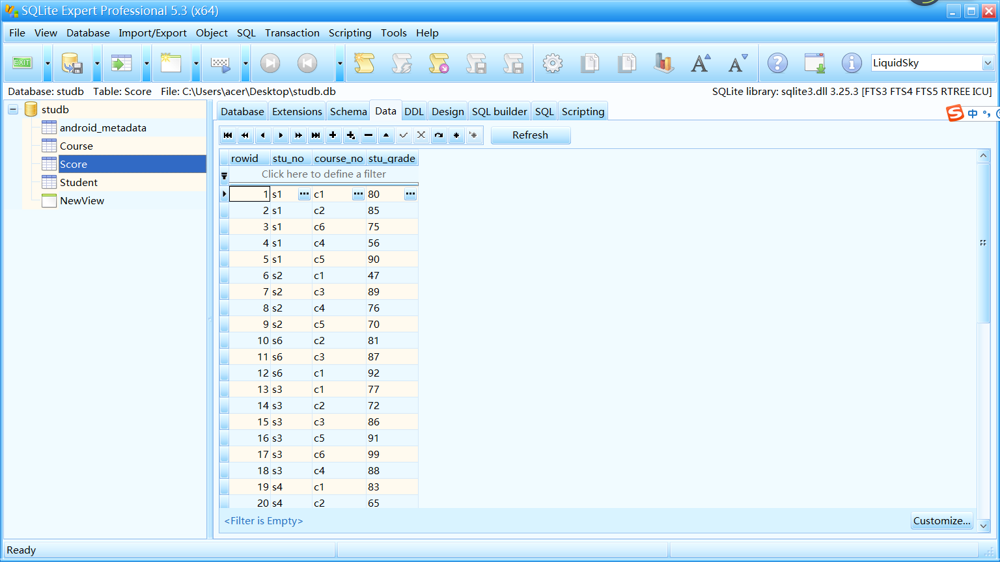 SQLite Expert Professional 5.3 (x64)
File View Database Import/Export Object SQL Transaction Scripting Tools Help
EXIT
LiquidSky
Database: studb Table: Score File: C:\Users\acer\Desktop\studb.db
SQLite library: sqlite3.dll 3.25.3 [FTS3 FTS4 FTS5 RTREE ICU]
studb
android_metadata
Course
Score
Student
NewView
Database Extensions Schema Data DDL Design SQL builder SQL Scripting
S 中
Refresh
rowid stu_no course_no stu_grade
Click here to define a filter
1 s1 c1 80
2 s1 c2 85
3 s1 c6 75
4 s1 c4 56
5 s1 c5 90
6 s2 c1 47
7 s2 c3 89
8 s2 c4 76
9 s2 c5 70
10 s6 c2 81
11 s6 c3 87
12 s6 c1 92
13 s3 c1 77
14 s3 c2 72
15 s3 c3 86
16 s3 c5 91
17 s3 c6 99
18 s3 c4 88
19 s4 c1 83
20 s4 c2 65
<Filter is Empty>
Customize...
Ready